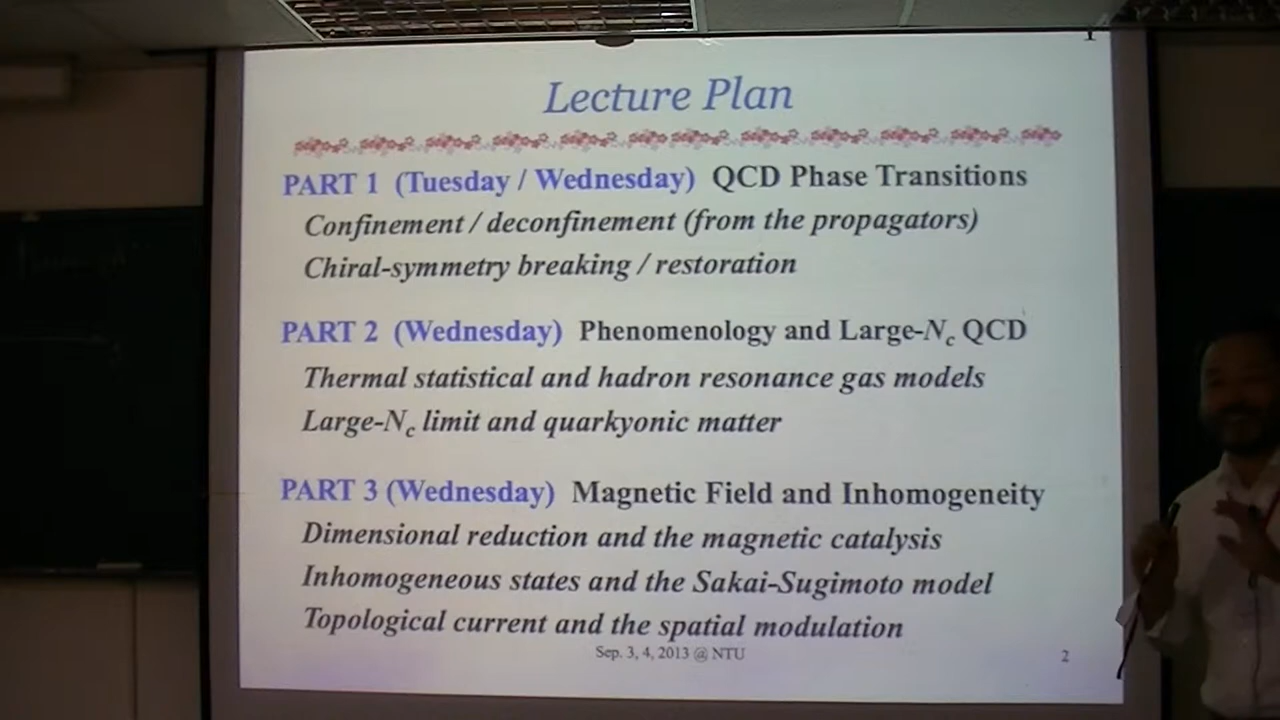 Lecture Plan
PART 1 (Tuesday / Wednesday) QCD Phase Transitions
Confinement / deconfinement (from the propagators)
Chiral-symmetry breaking / restoration
PART 2 (Wednesday) Phenomenology and Large-Nc QCD
Thermal statistical and hadron resonance gas models
Large-Nc limit and quarkyonic matter
PART 3 (Wednesday) Magnetic Field and Inhomogeneity
Dimensional reduction and the magnetic catalysis
Inhomogeneous states and the Sakai-Sugimoto model
Topological current and the spatial modulation
Sep. 3, 4, 2013 @ NTU
2